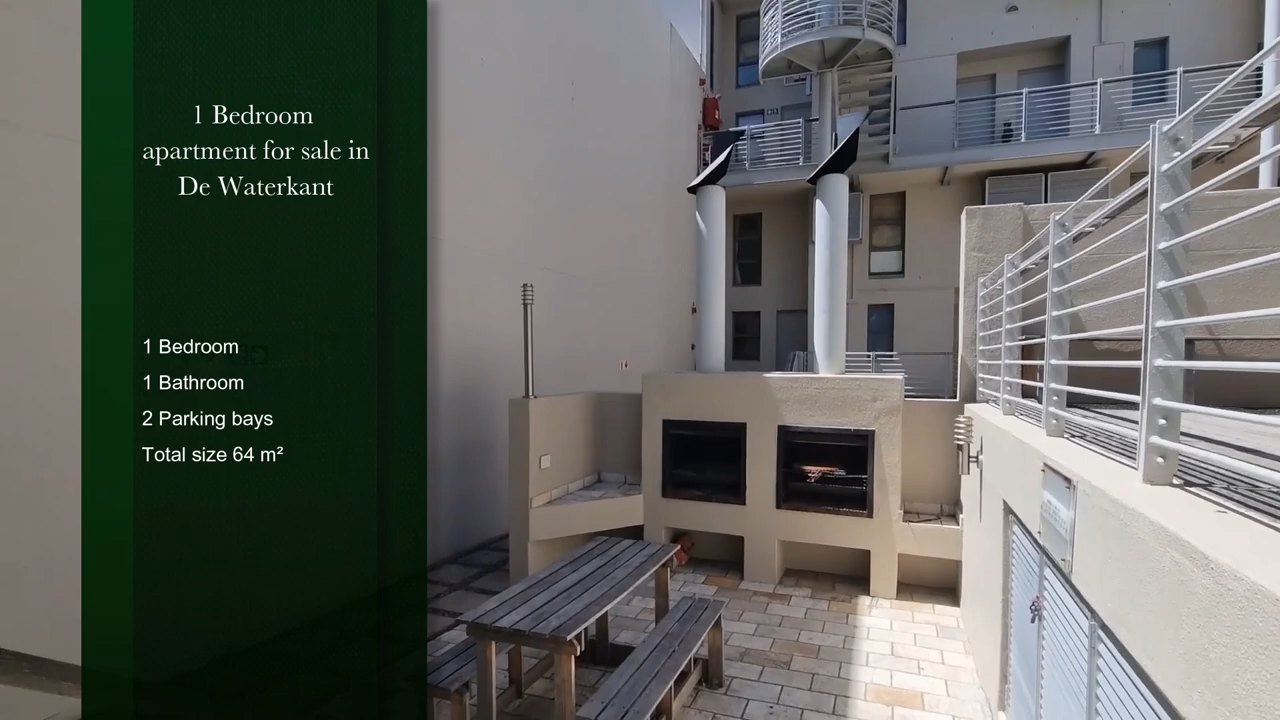 1 Bedroom
apartment for sale in
De Waterkant
1 Bedroom
1 Bathroom
2 Parking bays
Total size 64 m²